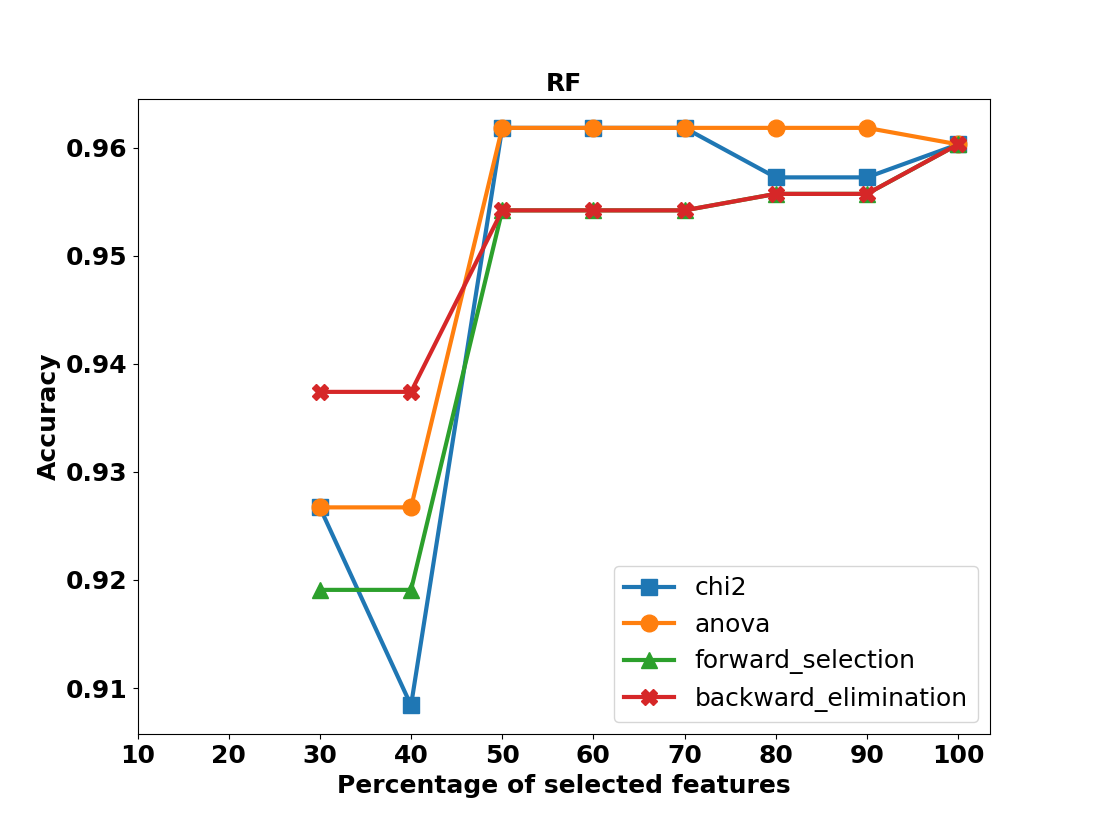 RF
Accuracy
0.96
0.95
0.94
0.93
0.92
0.91
chi2
anova
forward_selection
backward_elimination
10 20 30 40 50 60 70 80 90 100
Percentage of selected features